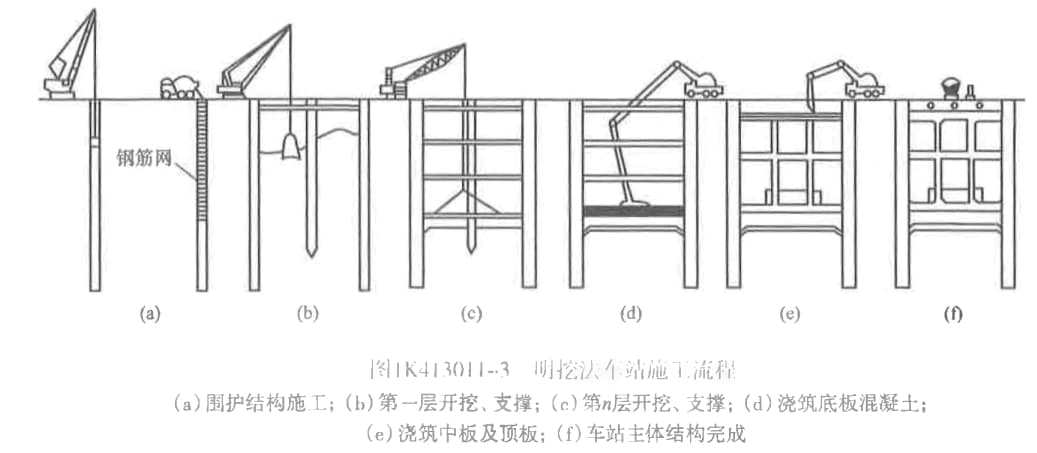 钢筋网
(a) (b) (c) (d) (e) (f)
图1K413011-3 明挖法车站施工流程
(a)围护结构施工；(b)第一层开挖、支撑；(c)第n层开挖、支撑；(d)浇筑底板混凝土；
(e)浇筑中板及顶板；(f)车站主体结构完成